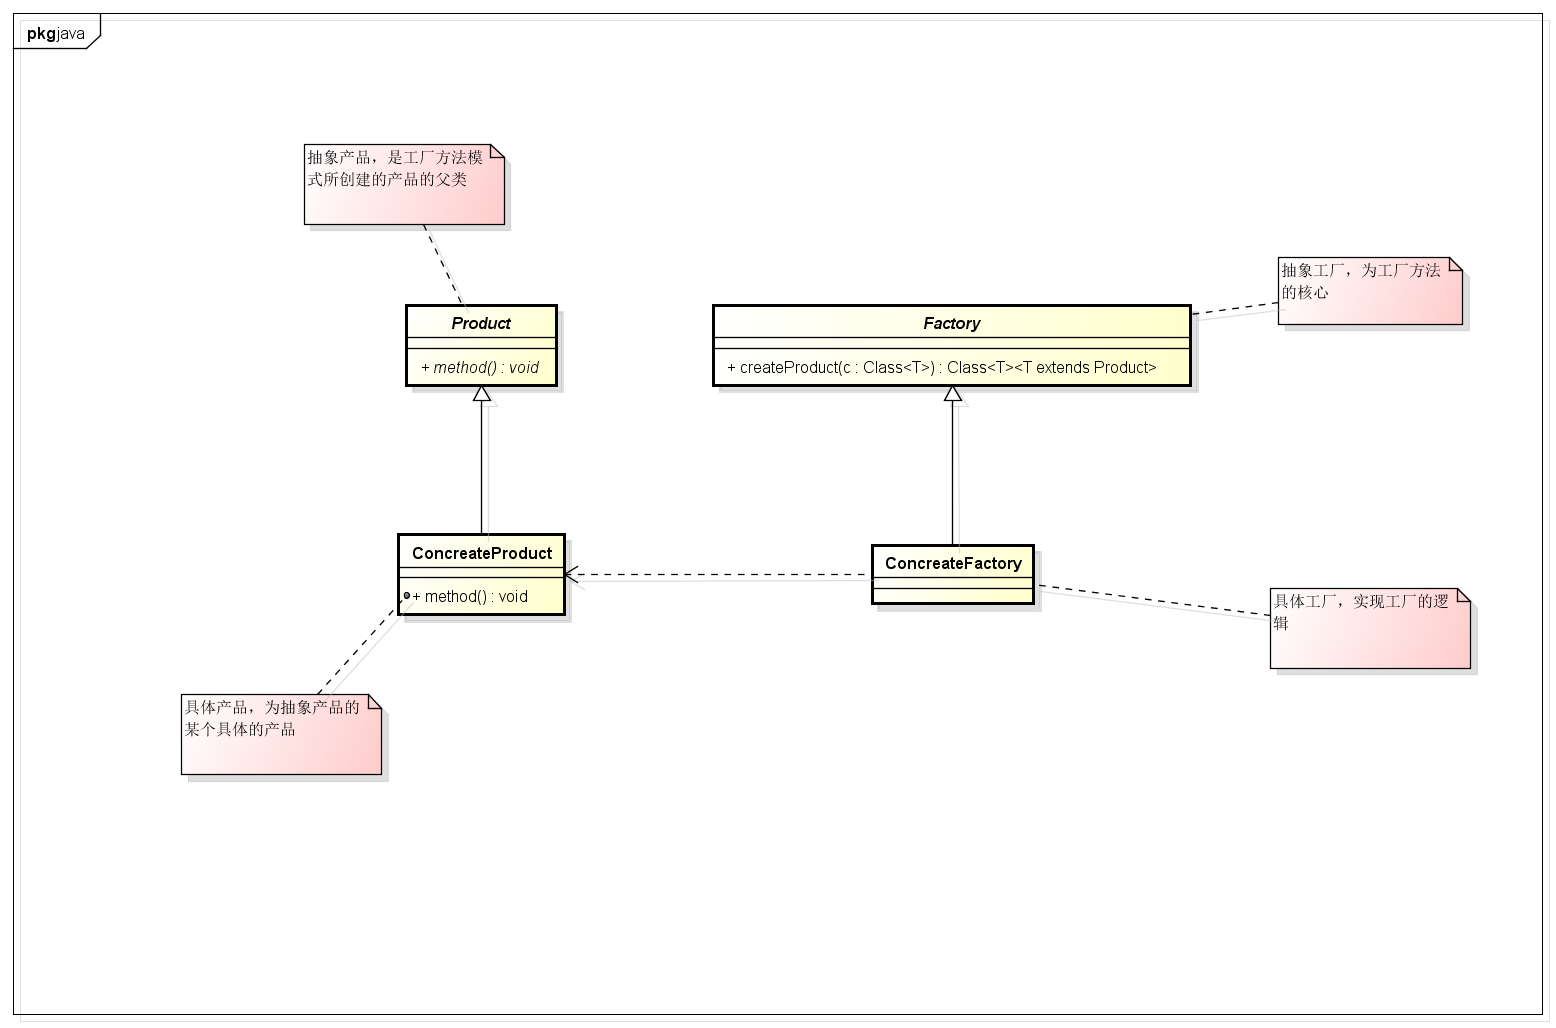 pkgjava
抽象产品，是工厂方法模
式所创建的产品的父类
抽象工厂，为工厂方法
的核心
Product
+ method() : void
Factory
+ createProduct(c : Class<T>) : Class<T><T extends Product>
ConcreateProduct
+ method() : void
ConcreateFactory
具体工厂，实现工厂的逻
辑
具体产品，为抽象产品的
某个具体的产品